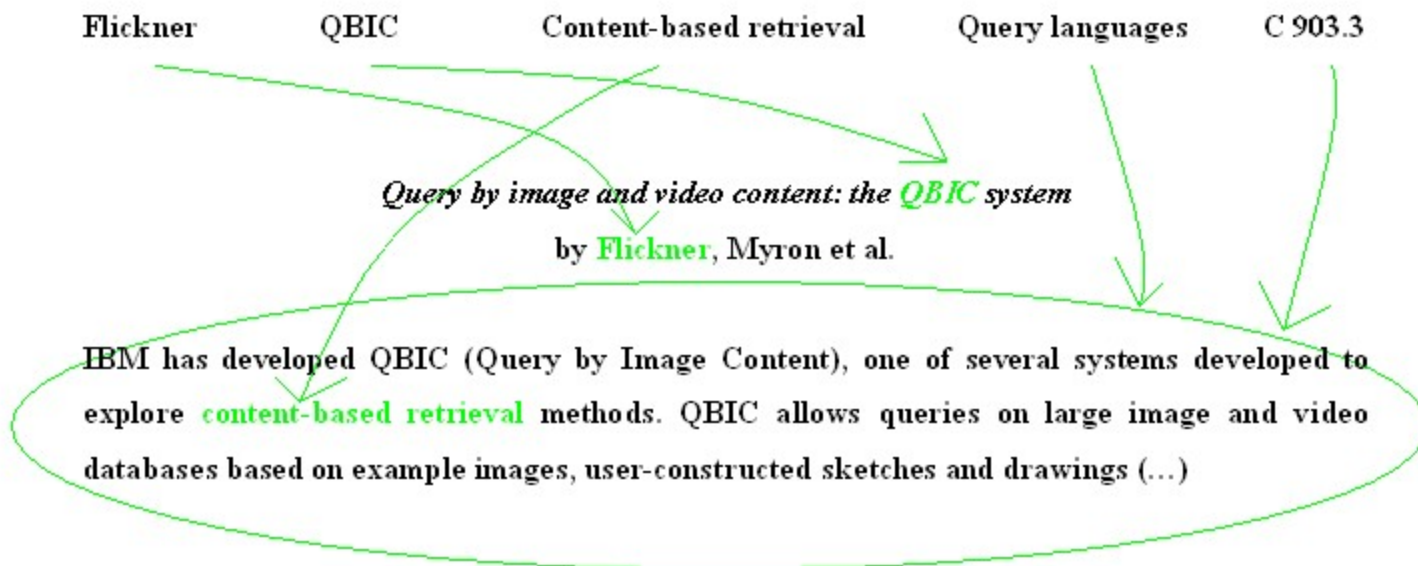 Flickner QBIC Content-based retrieval Query languages C 903.3
Query by image and video content: the QBIC system
by Flickner, Myron et al.
IBM has developed QBIC (Query by Image Content), one of several systems developed to
explore content-based retrieval methods. QBIC allows queries on large image and video
databases based on example images, user-constructed sketches and drawings (…)